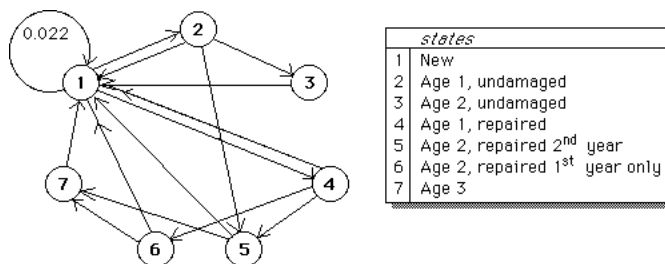 0.022
1
2
3
4
5
6
7
states
1 New
2 Age 1, undamaged
3 Age 2, undamaged
4 Age 1, repaired
5 Age 2, repaired 2nd year
6 Age 2, repaired 1st year only
7 Age 3